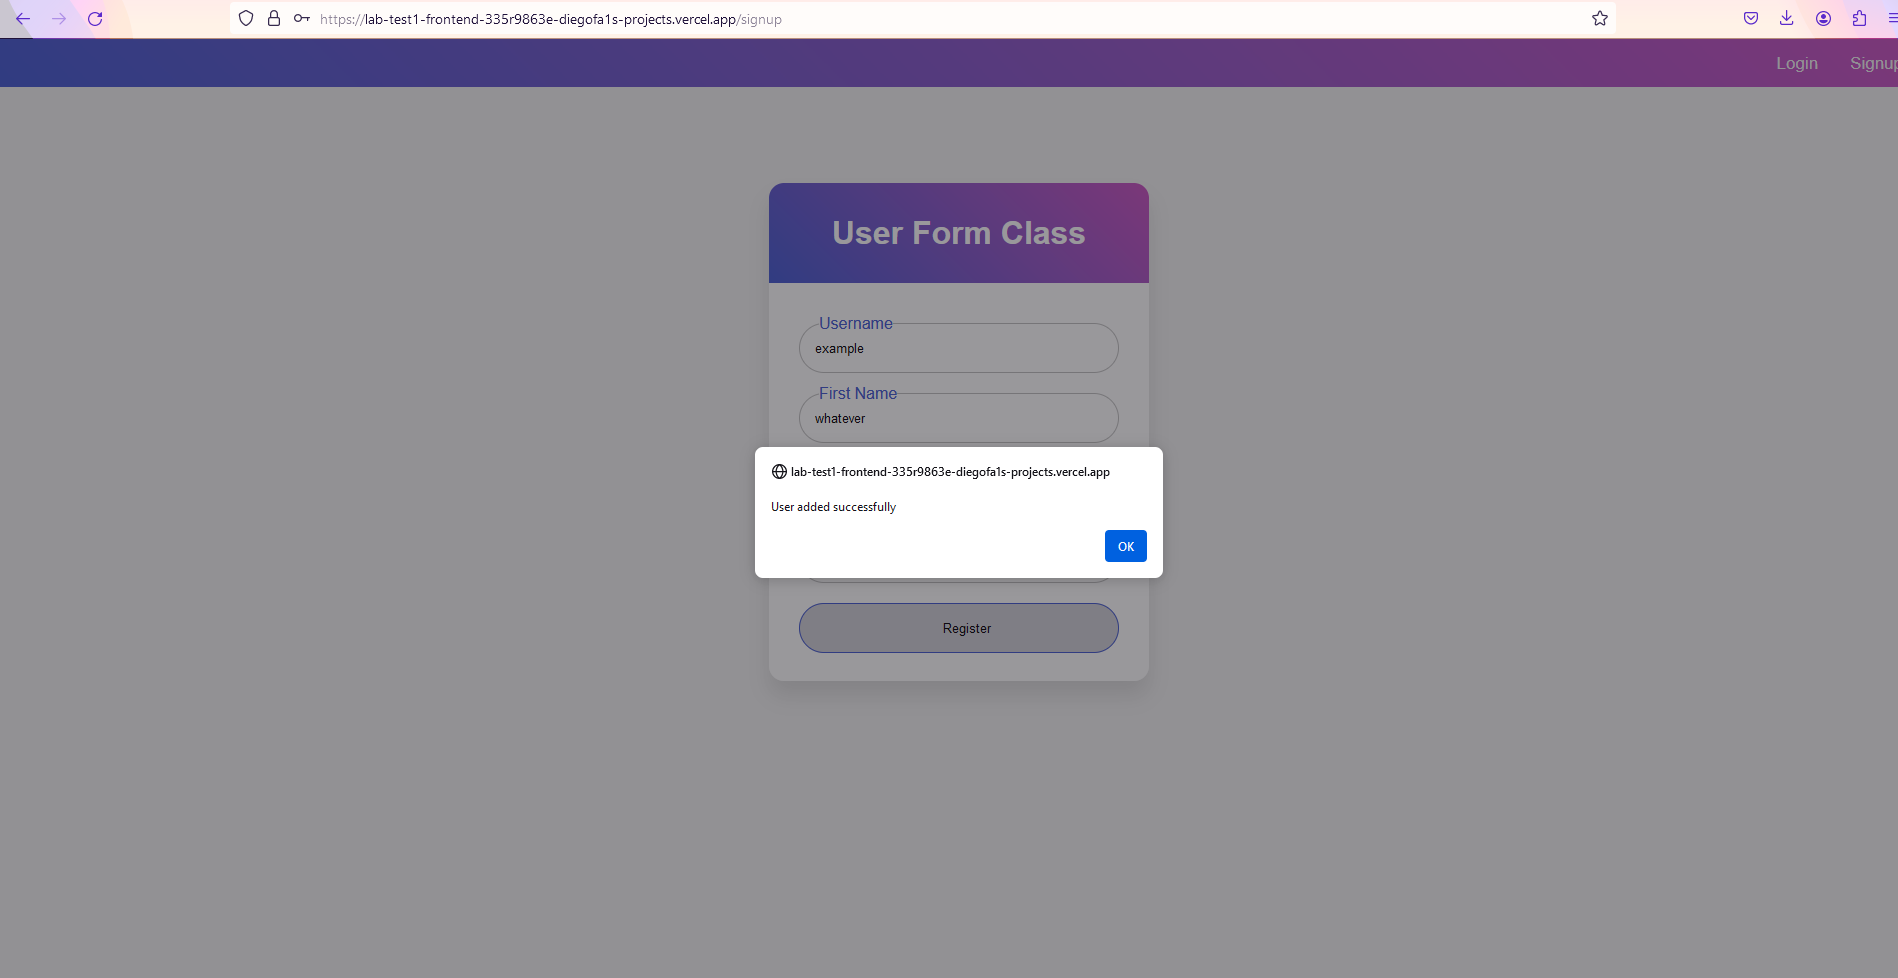 https://lab-test1-frontend-335r9863e-diegofa1s-projects.vercel.app/signup
Login Signup
User Form Class
Username
example
First Name
whatever
lab-test1-frontend-335r9863e-diegofa1s-projects.vercel.app
User added successfully
OK
Register